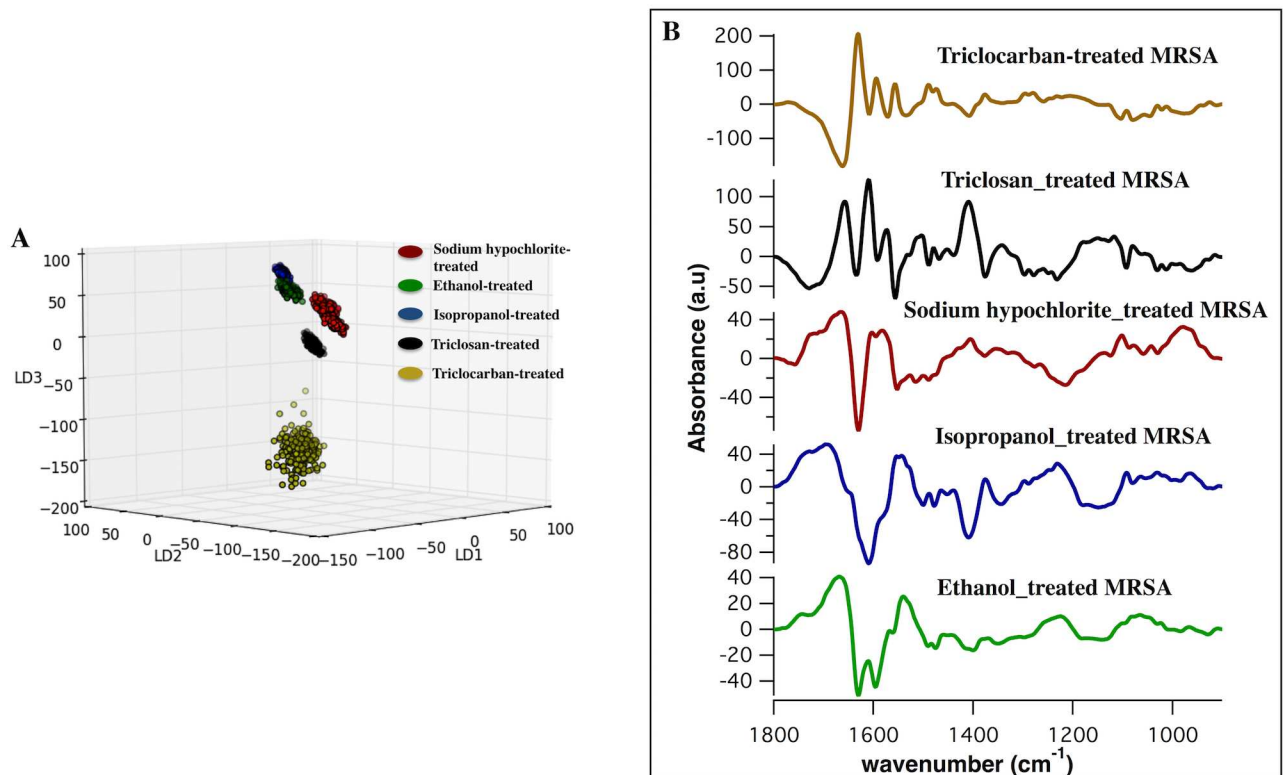 A
100
50
0
−50
−100
−150
−200
LD3
100
50
0
−50
−100
−150
−200
LD2
−150
−100
−50
0
50
100
LD1
Sodium hypochlorite-
treated
Ethanol-treated
Isopropanol-treated
Triclosan-treated
Triclocarban-treated
B
Triclocarban-treated MRSA
200
100
0
-100
Triclosan_treated MRSA
100
50
0
-50
Sodium hypochlorite_treated MRSA
40
0
-40
Isopropanol_treated MRSA
40
0
-40
-80
Ethanol_treated MRSA
40
20
0
-20
-40
Absorbance (a.u)
1800
1600
1400
1200
1000
wavenumber (cm-1)